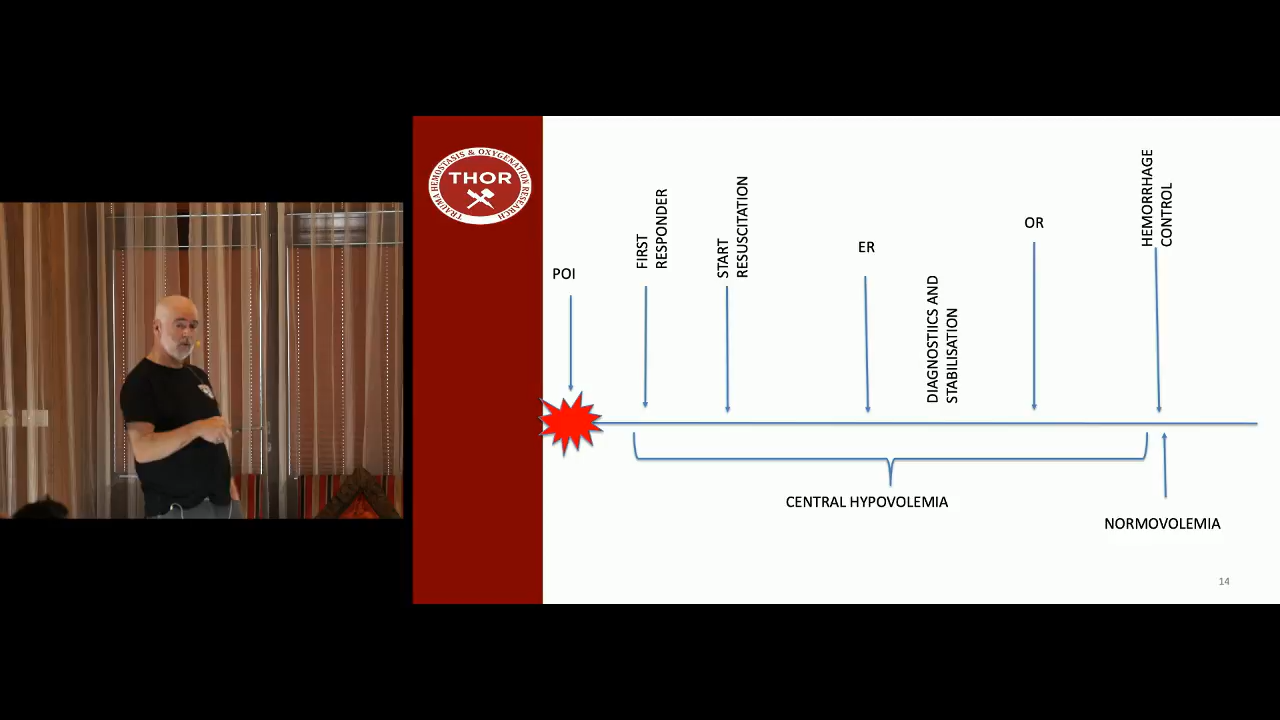 TRAUMA HEMOSTASIS & OXYGENATION RESEARCH
THOR
POI
FIRST
RESPONDER
START
RESUSCITATION
ER
DIAGNOSTIICS AND
STABILISATION
OR
HEMORRHAGE
CONTROL
CENTRAL HYPOVOLEMIA
NORMOVOLEMIA
14